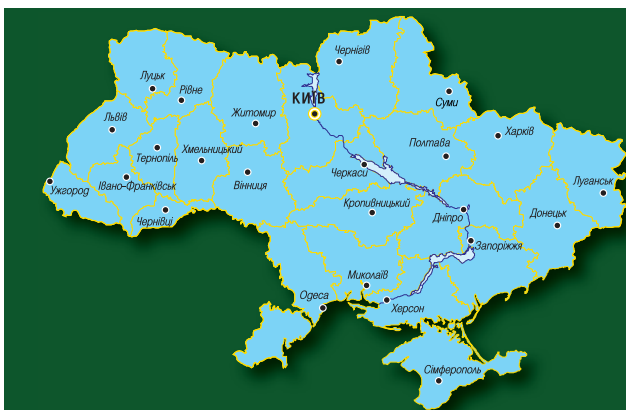 Чернігів
Луцьк
Рівне
Суми
КИЇВ
Житомир
Львів
Харків
Полтава
Тернопіль
Хмельницький
Черкаси
Вінниця
Івано-Франківськ
Ужгород
Луганськ
Кропивницький
Чернівці
Дніпро
Донецьк
Запоріжжя
Миколаїв
Одеса
Херсон
Сімферополь